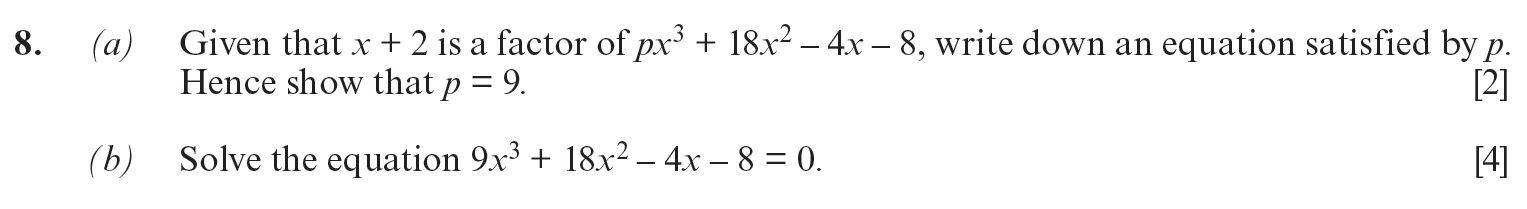 8. (a) Given that x + 2 is a factor of px³ + 18x² – 4x – 8, write down an equation satisfied by p.
Hence show that p = 9. [2]
(b) Solve the equation 9x³ + 18x² – 4x – 8 = 0. [4]